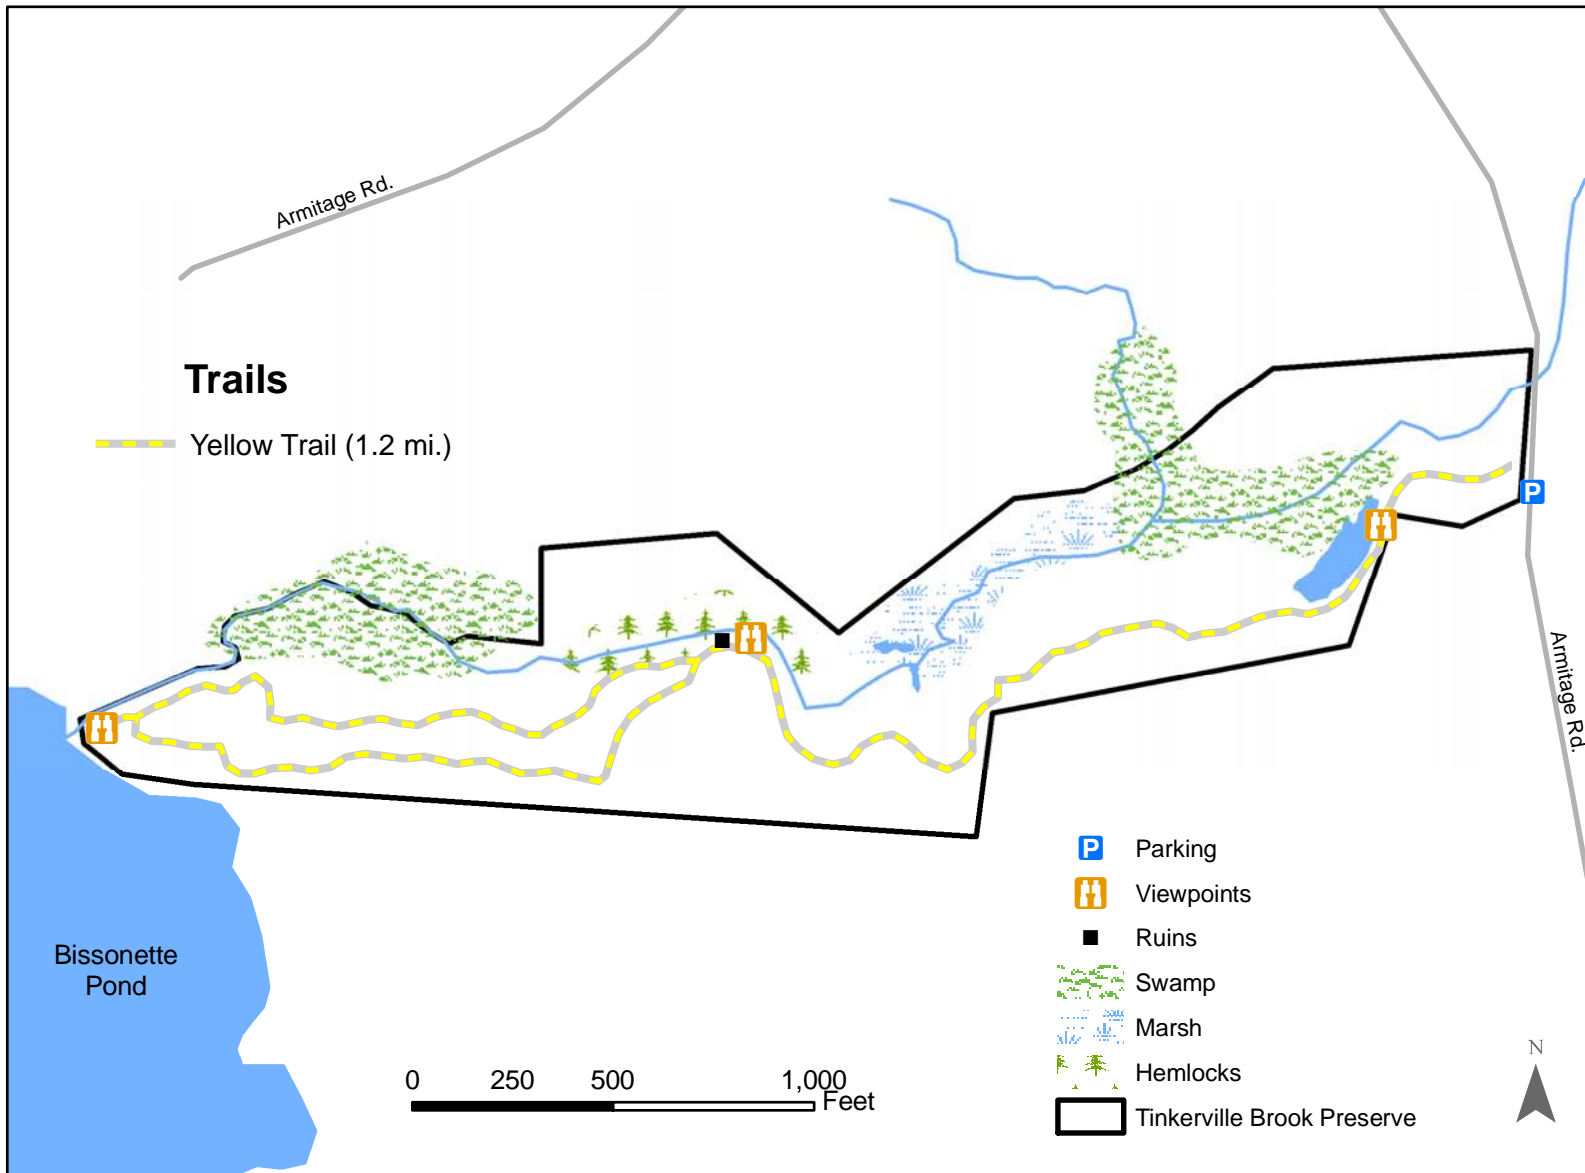 Armitage Rd.
Trails
Yellow Trail (1.2 mi.)
P
Armitage Rd.
Bissonette
Pond
P Parking
Viewpoints
Ruins
Swamp
Marsh
Hemlocks
Tinkerville Brook Preserve
0 250 500 1,000
Feet
N